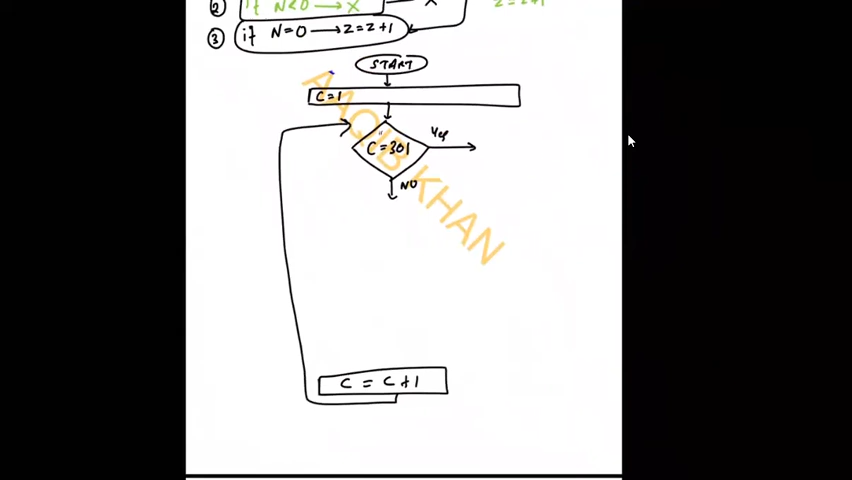 ② if N<0 → X → X Z = Z+1
③ if N=0 → Z=Z+1
START
C=1
C=301
Yes
NO
C = C+1
AAQIB KHAN